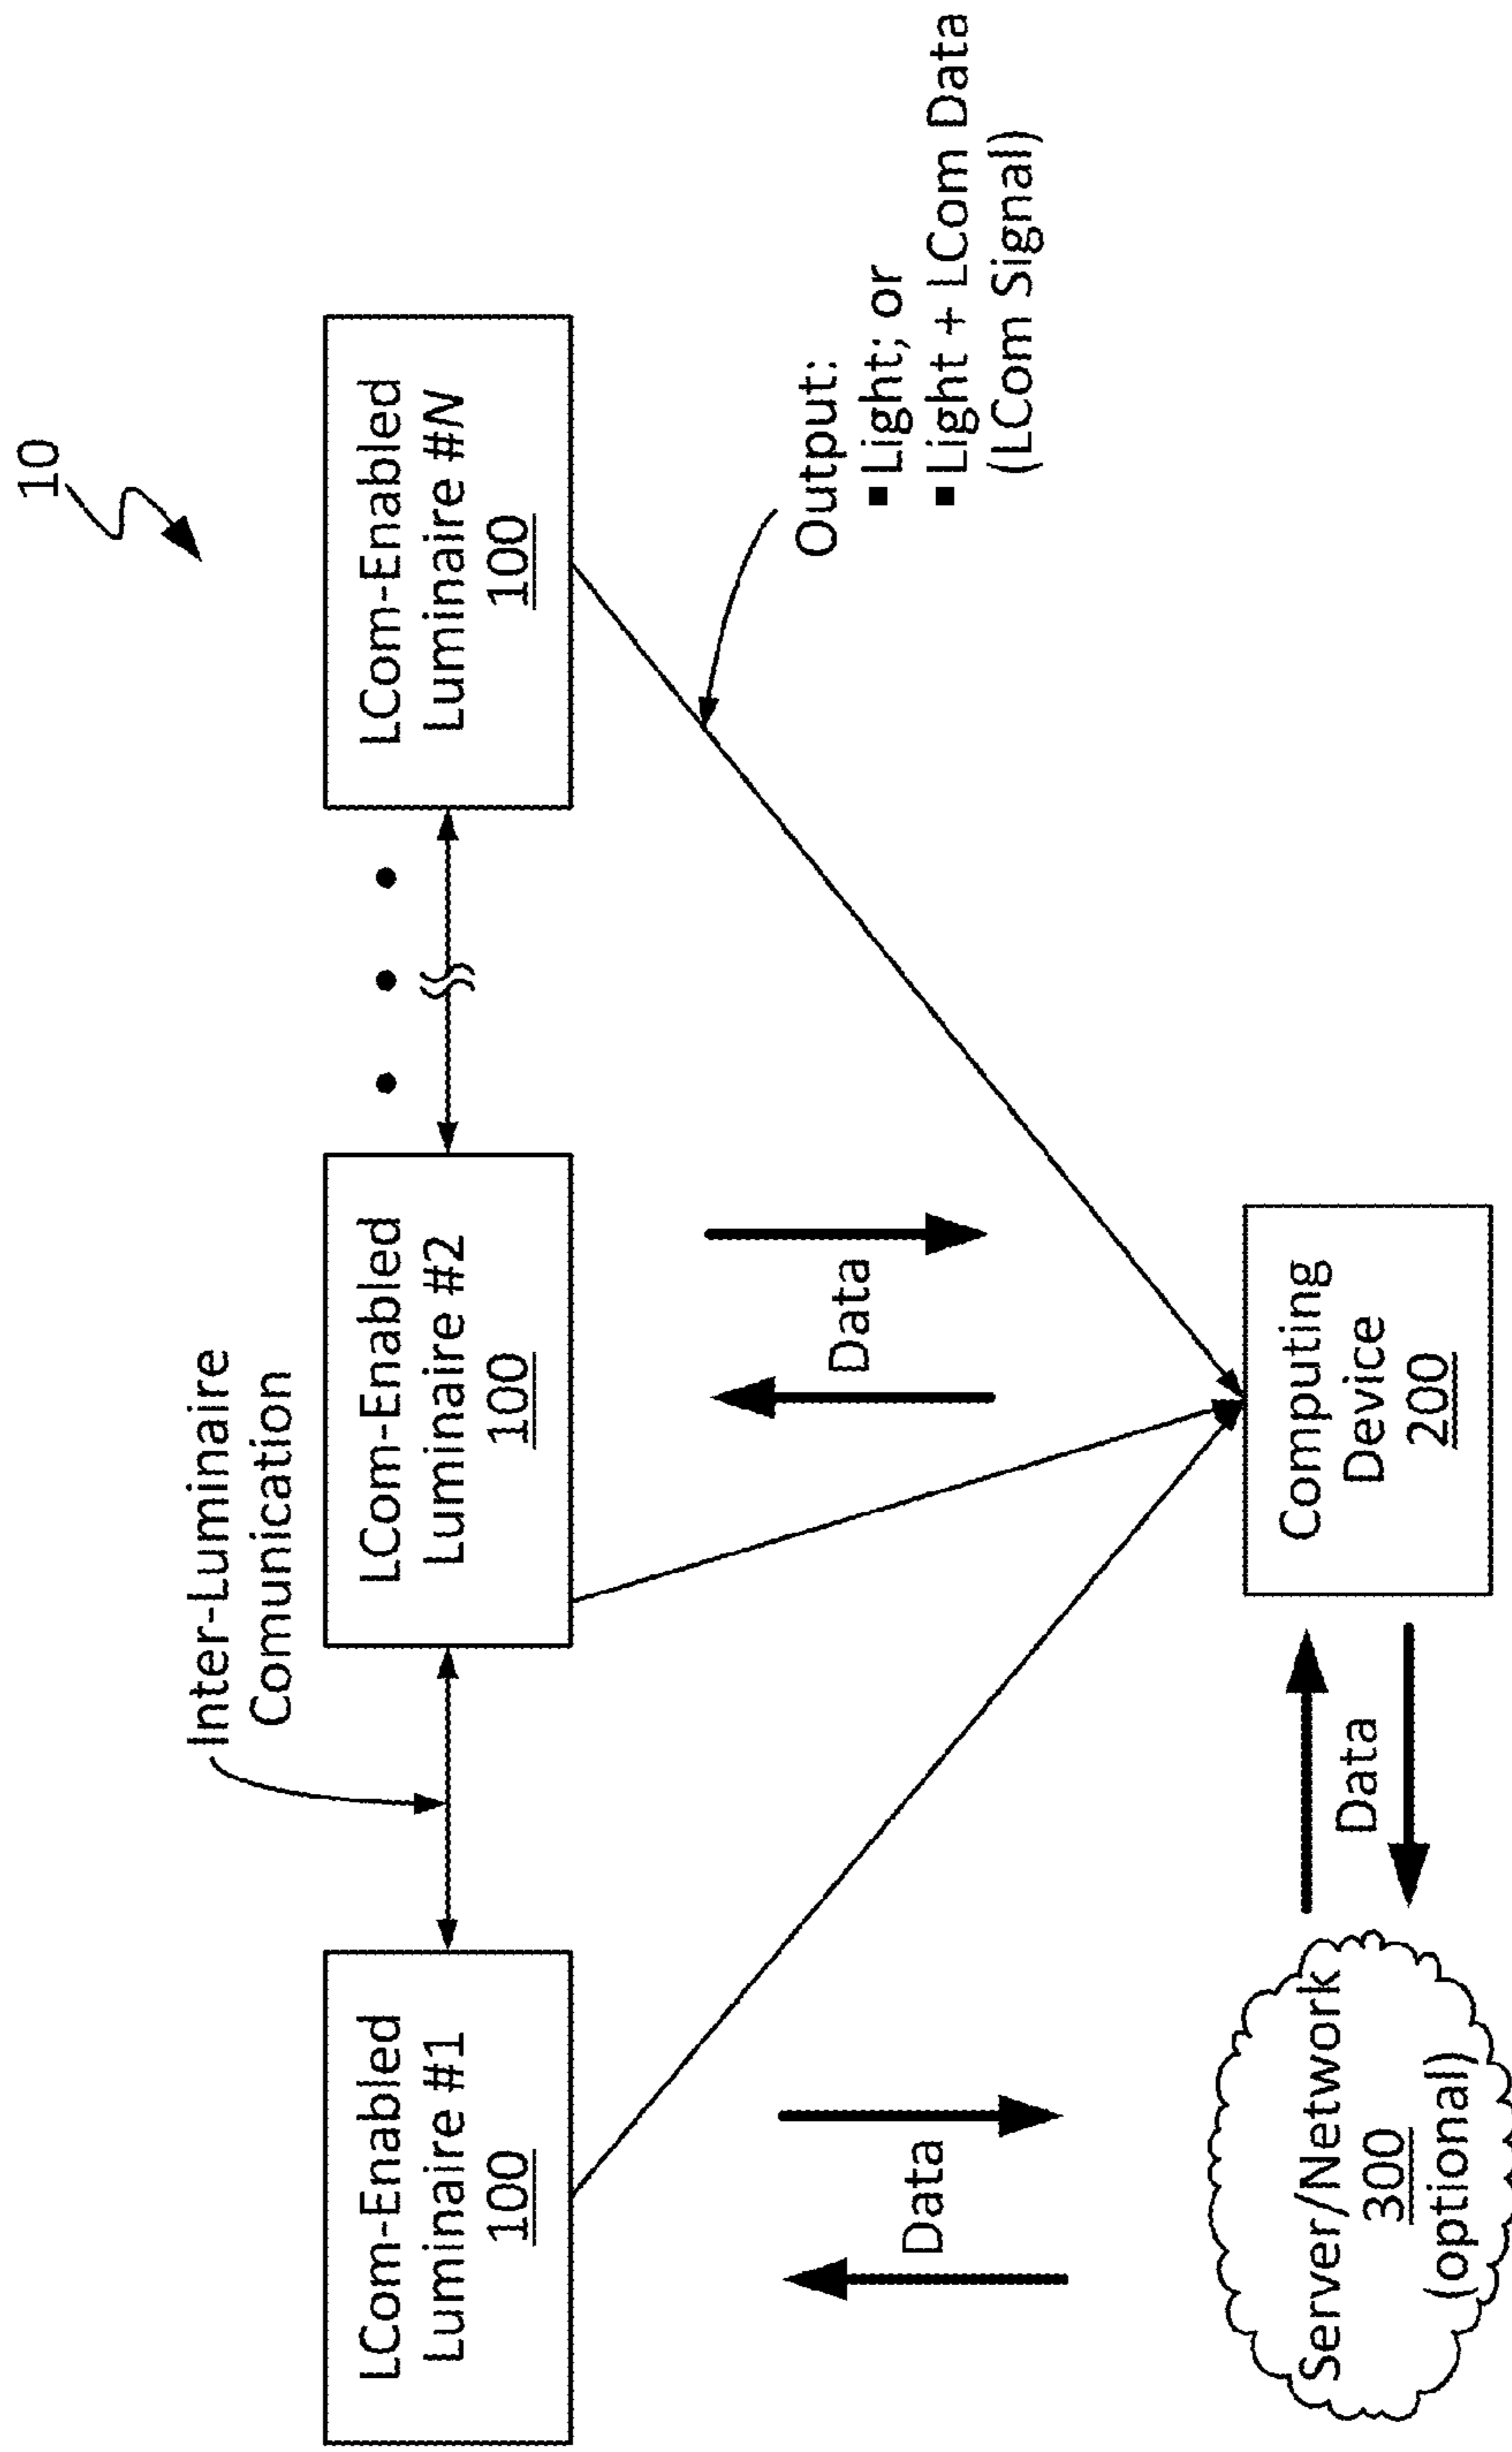 10
Inter-Luminaire
Comunication
LCom-Enabled
Luminaire #1
100
LCom-Enabled
Luminaire #2
100
LCom-Enabled
Luminaire #N
100
Output:
▪ Light; or
▪ Light + LCom Data
(LCom Signal)
Data
Data
Server/Network
300
(optional)
Data
Computing
Device
200